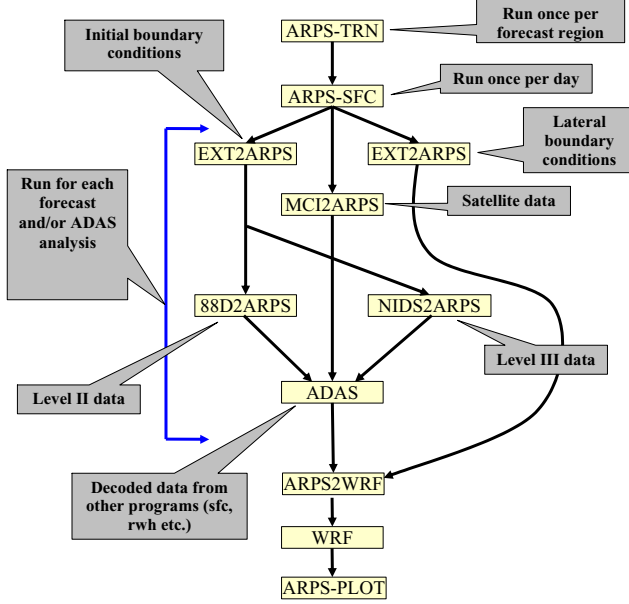 Initial boundary
conditions
ARPS-TRN
Run once per
forecast region
ARPS-SFC
Run once per day
EXT2ARPS
EXT2ARPS
Lateral
boundary
conditions
Run for each
forecast
and/or ADAS
analysis
MCI2ARPS
Satellite data
88D2ARPS
NIDS2ARPS
Level II data
Level III data
ADAS
Decoded data from
other programs (sfc,
rwh etc.)
ARPS2WRF
WRF
ARPS-PLOT